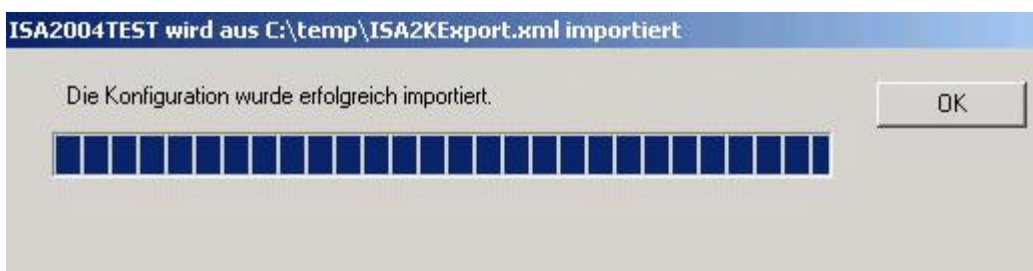 ISA2004TEST wird aus C:\temp\ISA2KExport.xml importiert
Die Konfiguration wurde erfolgreich importiert.
OK